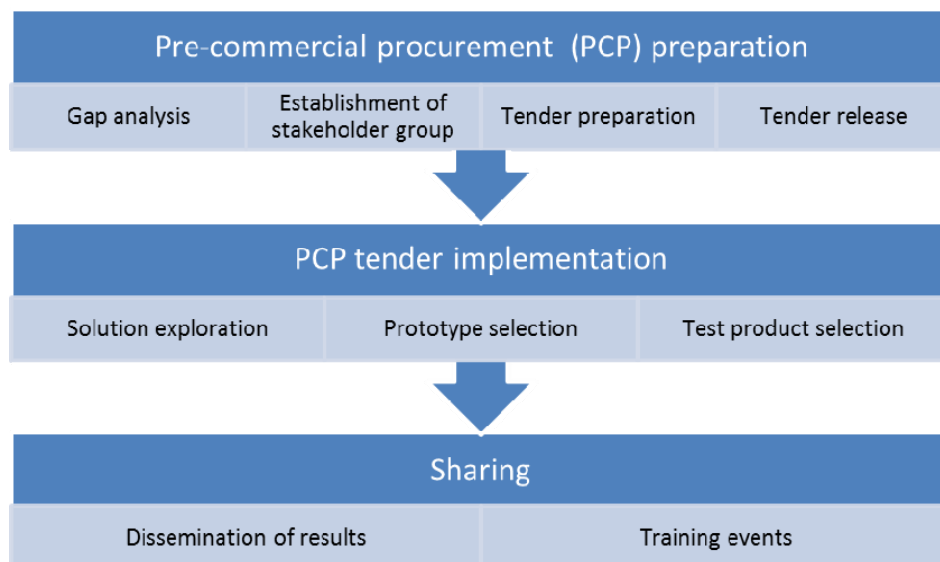 Pre-commercial procurement (PCP) preparation
Gap analysis
Establishment of
stakeholder group
Tender preparation
Tender release
PCP tender implementation
Solution exploration
Prototype selection
Test product selection
Sharing
Dissemination of results
Training events